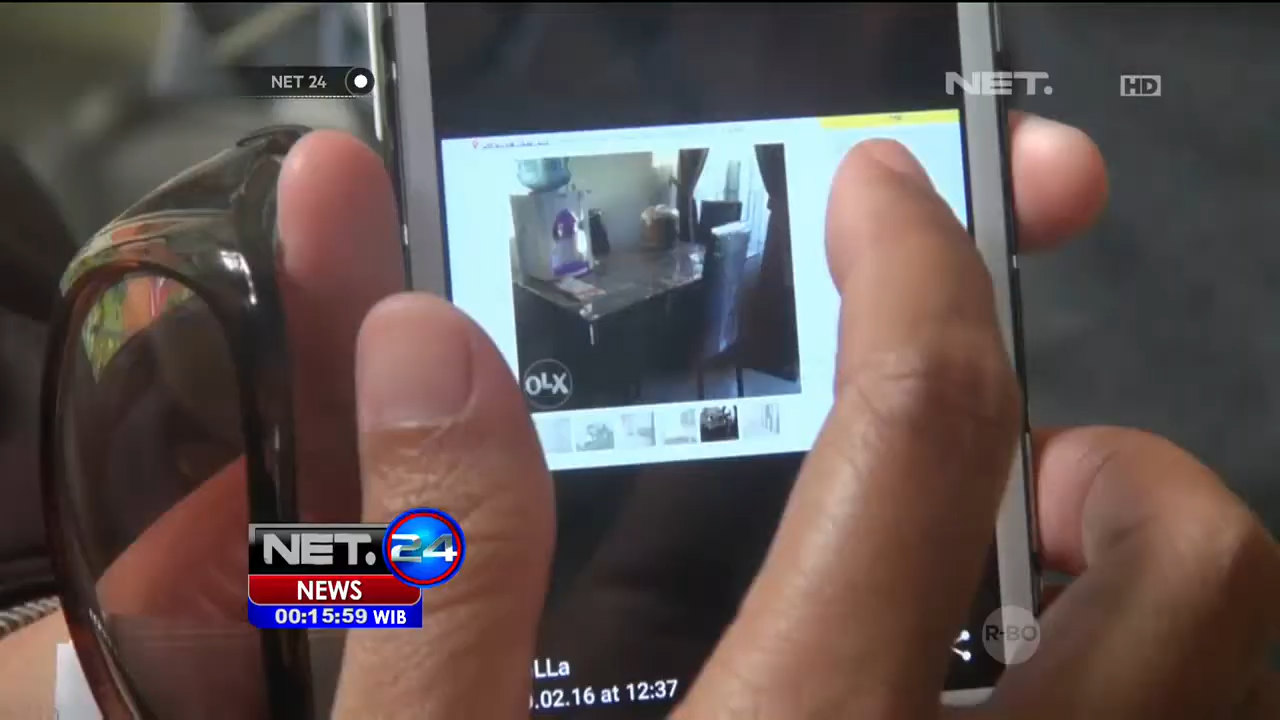 NET 24
NET.
HD
OLX
NET. 24
NEWS
00:15:59 WIB
R-BO
LLa
.02.16 at 12:37